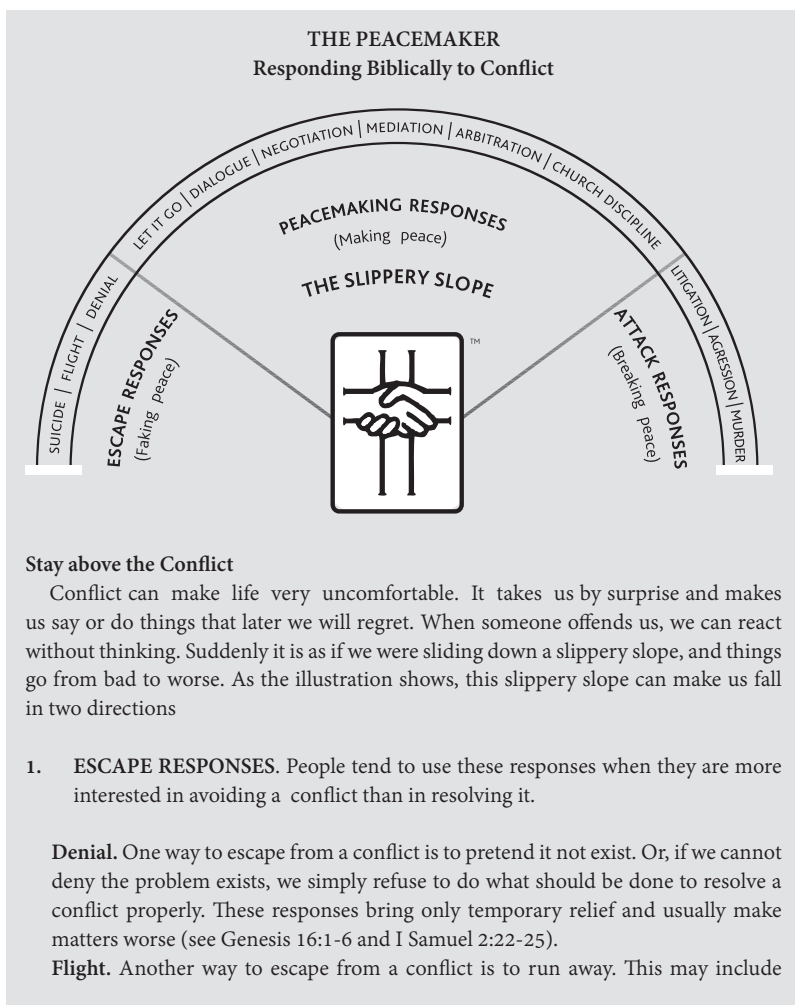 THE PEACEMAKER
Responding Biblically to Conflict
SUICIDE | FLIGHT | DENIAL
LET IT GO | DIALOGUE | NEGOTIATION | MEDIATION | ARBITRATION | CHURCH DISCIPLINE
LITIGATION | AGRESSION | MURDER
PEACEMAKING RESPONSES
(Making peace)
THE SLIPPERY SLOPE
ESCAPE RESPONSES
(Faking peace)
ATTACK RESPONSES
(Breaking peace)
TM
Stay above the Conflict
Conflict can make life very uncomfortable. It takes us by surprise and makes
us say or do things that later we will regret. When someone offends us, we can react
without thinking. Suddenly it is as if we were sliding down a slippery slope, and things
go from bad to worse. As the illustration shows, this slippery slope can make us fall
in two directions
1. ESCAPE RESPONSES. People tend to use these responses when they are more
interested in avoiding a conflict than in resolving it.
Denial. One way to escape from a conflict is to pretend it not exist. Or, if we cannot
deny the problem exists, we simply refuse to do what should be done to resolve a
conflict properly. These responses bring only temporary relief and usually make
matters worse (see Genesis 16:1-6 and I Samuel 2:22-25).
Flight. Another way to escape from a conflict is to run away. This may include